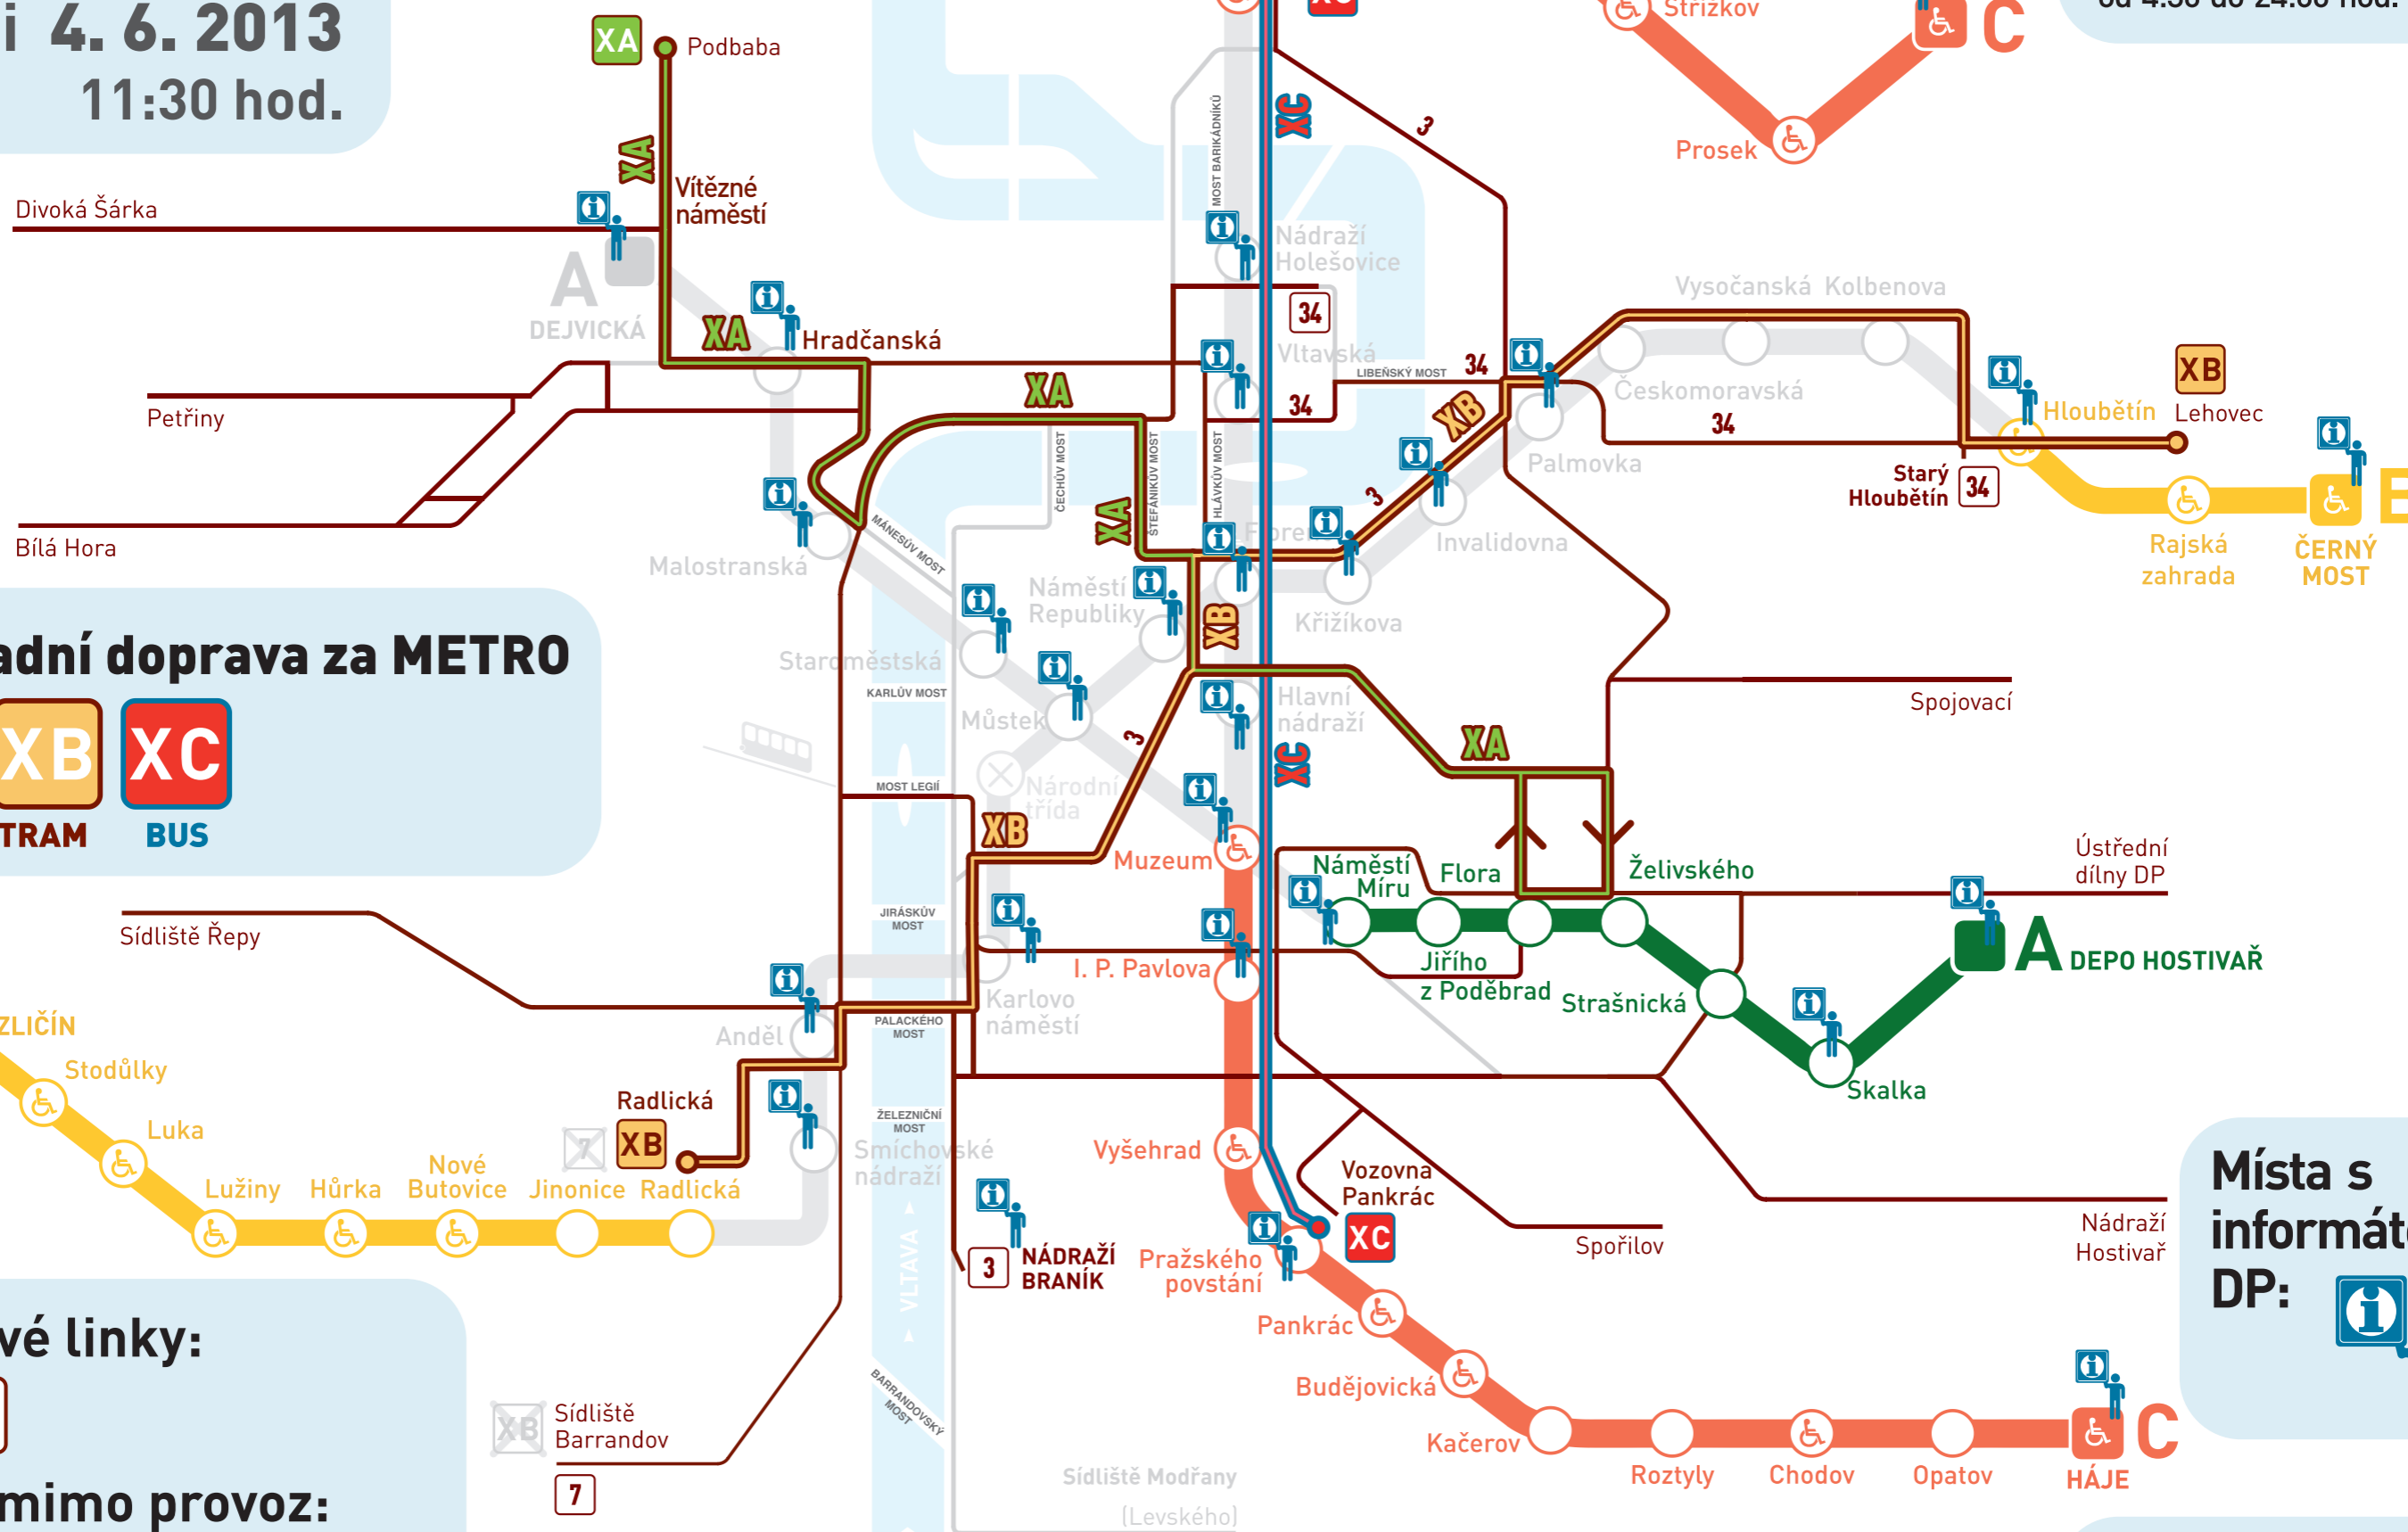 i 4. 6. 2013
11:30 hod.
XA
Podbaba
XA
Vítězné
náměstí
Divoká Šárka
A
DEJVICKÁ
XA
Hradčanská
Petřiny
Bílá Hora
Malostranská
XA
XA
MOST BARIKÁDNÍKŮ
XC
3
Střížkov
C
Prosek
Nádraží
Holešovice
34
Vltavská
LIBEŇSKÝ MOST
34
34
ČECHŮV MOST
ŠTEFÁNIKŮV MOST
HLÁVKŮV MOST
MÁNESŮV MOST
XB
3
Vysočanská
Kolbenova
Českomoravská
34
Palmovka
Invalidovna
Křižíkova
Hloubětín
XB
Lehovec
Starý
Hloubětín
34
Rajská
zahrada
ČERNÝ
MOST
adní doprava za METRO
XB
XC
TRAM
BUS
Náměstí
Republiky
XB
Staroměstská
KARLŮV MOST
Můstek
Hlavní
nádraží
XC
3
MOST LEGIÍ
Národní
třída
XB
XA
Spojovací
Muzeum
Náměstí
Míru
Flora
Želivského
Ústřední
dílny DP
Sídliště Řepy
JIRÁSKŮV
MOST
I. P. Pavlova
Jiřího
z Poděbrad
Strašnická
A DEPO HOSTIVAŘ
Skalka
Karlovo
náměstí
PALACKÉHO
MOST
Anděl
ZLIČÍN
Stodůlky
Luka
Lužiny
Hůrka
Nové
Butovice
Jinonice
Radlická
Radlická
7
XB
ŽELEZNIČNÍ
MOST
Smíchovské
nádraží
VLTAVA
3
NÁDRAŽÍ
BRANÍK
Vyšehrad
Vozovna
Pankrác
XC
Pražského
povstání
Spořilov
Nádraží
Hostivař
Místa s
DP:
Pankrác
Budějovická
Kačerov
Roztyly
Chodov
Opatov
HÁJE
C
vé linky:
mimo provoz:
XB
Sídliště
Barrandov
7
BARRANDOVSKÝ
MOST
Sídliště Modřany
(Levského)